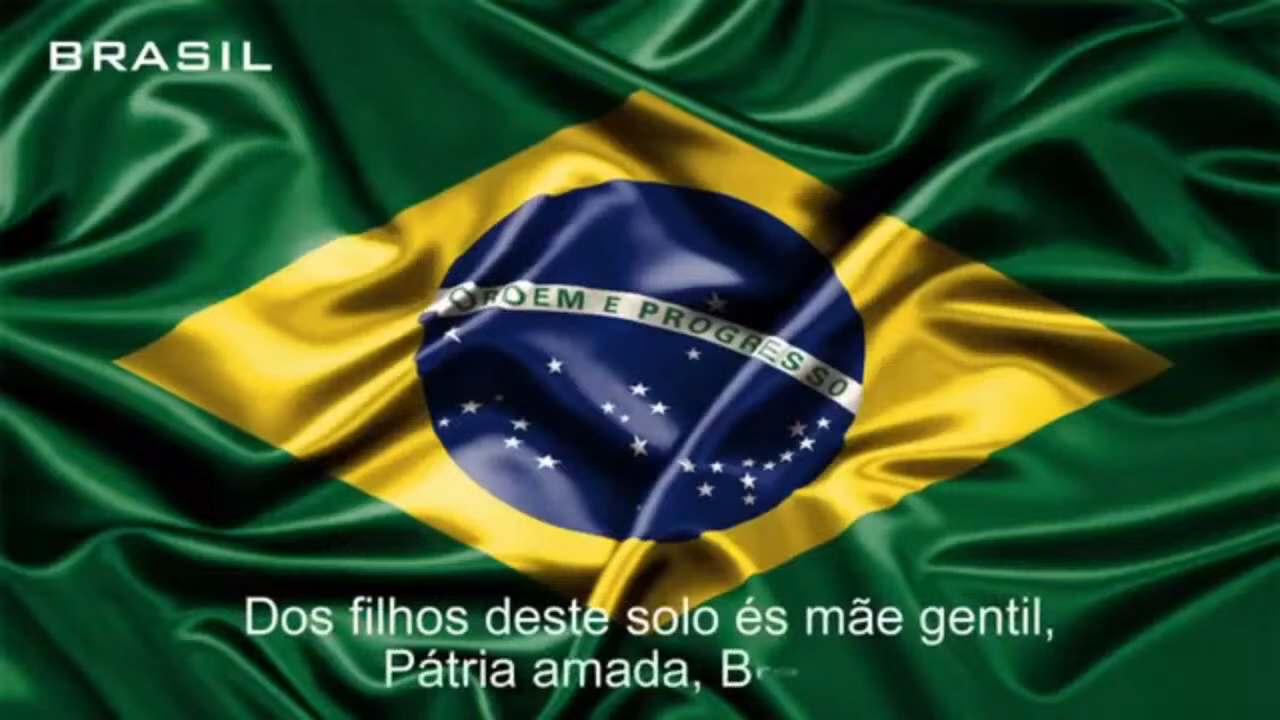 BRASIL
ORDEM E PROGRESSO
Dos filhos deste solo és mãe gentil,
Pátria amada, B